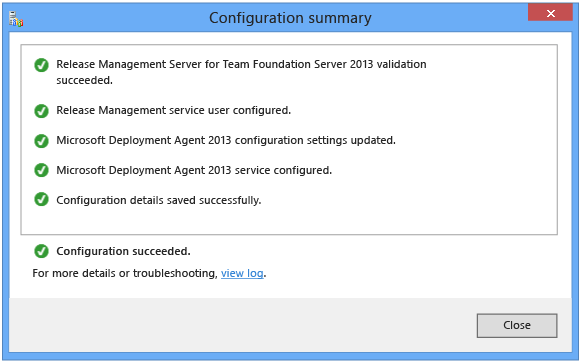 Configuration summary
Release Management Server for Team Foundation Server 2013 validation
succeeded.
Release Management service user configured.
Microsoft Deployment Agent 2013 configuration settings updated.
Microsoft Deployment Agent 2013 service configured.
Configuration details saved successfully.
Configuration succeeded.
For more details or troubleshooting, view log.
Close